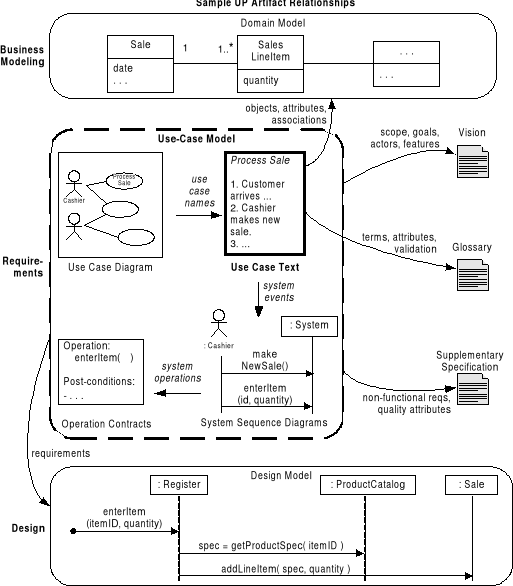 Sample UP Artifact Relationships
Domain Model
Business
Modeling
Sale
date
. . .
1
1..*
Sales
LineItem
quantity
. . .
. . .
objects, attributes,
associations
Use-Case Model
Process
Sale
Cashier
Use Case Diagram
use
case
names
Process Sale
1. Customer
arrives ...
2. Cashier
makes new
sale.
3. ...
Use Case Text
scope, goals,
actors, features
Vision
terms, attributes,
validation
Glossary
Require-
ments
system
events
Operation:
enterItem( )
Post-conditions:
- . . .
Operation Contracts
system
operations
: Cashier
: System
make
NewSale()
enterItem
(id, quantity)
System Sequence Diagrams
Supplementary
Specification
non-functional reqs,
quality attributes
requirements
Design Model
: Register
: ProductCatalog
: Sale
Design
enterItem
(itemID, quantity)
spec = getProductSpec( itemID )
addLineItem( spec, quantity )